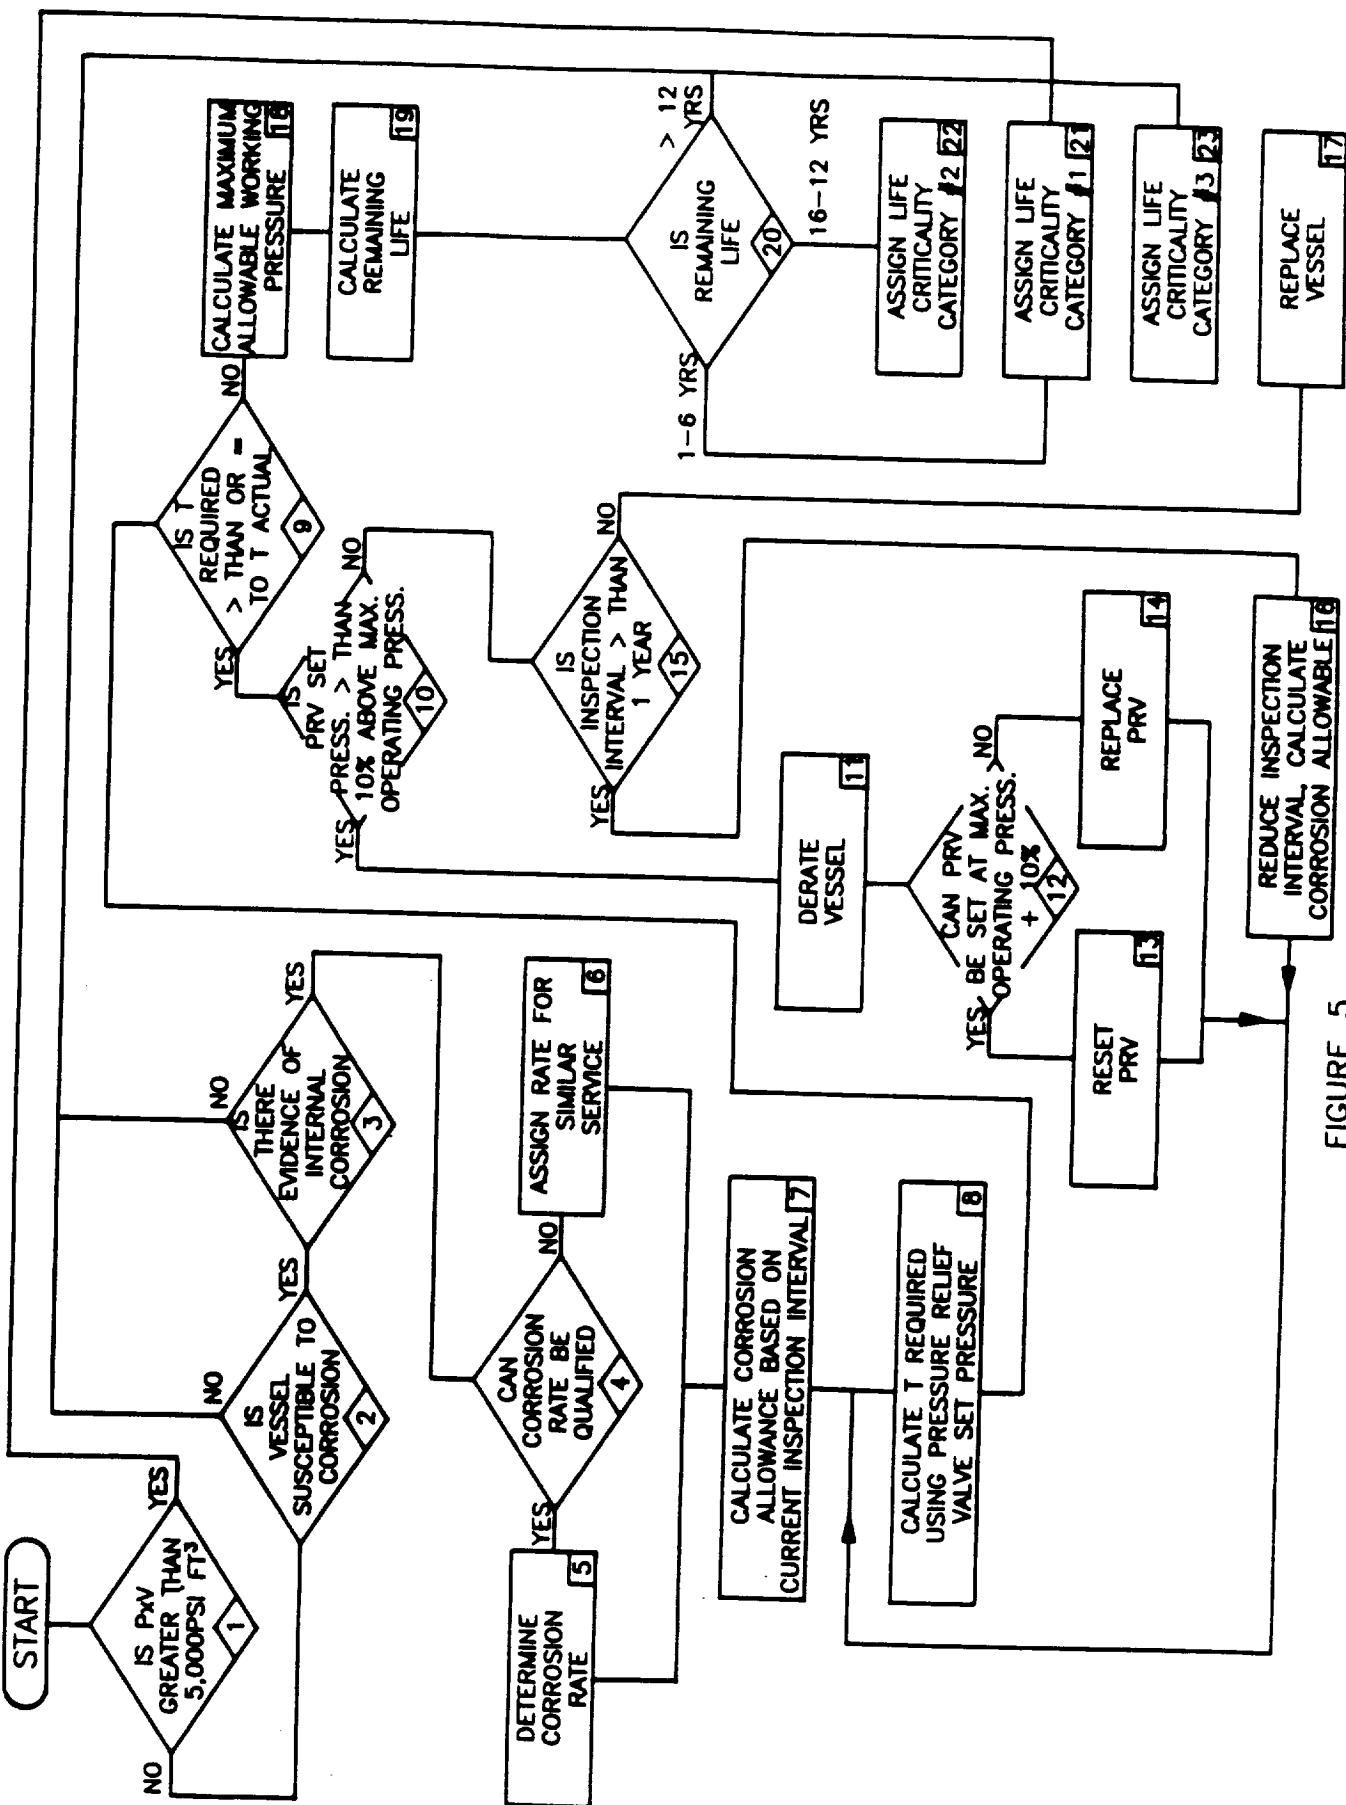 START
IS PxV
GREATER THAN
5,000PSI FT³
1
YES
NO
IS
VESSEL
SUSCEPTIBLE TO
CORROSION
2
NO
YES
IS
THERE
EVIDENCE OF
INTERNAL
CORROSION
3
NO
YES
CAN
CORROSION
RATE BE
QUALIFIED
4
YES
NO
DETERMINE
CORROSION
RATE
5
ASSIGN RATE FOR
SIMILAR
SERVICE
6
CALCULATE CORROSION
ALLOWANCE BASED ON
CURRENT INSPECTION INTERVAL
7
CALCULATE T REQUIRED
USING PRESSURE RELIEF
VALVE SET PRESSURE
8
IS T
REQUIRED
> THAN OR =
TO T ACTUAL
9
YES
NO
IS
PRV SET
PRESS. > THAN
10% ABOVE MAX.
OPERATING PRESS.
10
YES
NO
DERATE
VESSEL
11
CAN PRV
BE SET AT MAX.
OPERATING PRESS.
+ 10%
12
YES
NO
RESET
PRV
13
REPLACE
PRV
14
IS
INSPECTION
INTERVAL > THAN
1 YEAR
15
YES
NO
REDUCE INSPECTION
INTERVAL, CALCULATE
CORROSION ALLOWABLE
16
REPLACE
VESSEL
17
CALCULATE MAXIMUM
ALLOWABLE WORKING
PRESSURE
18
CALCULATE
REMAINING
LIFE
19
IS
REMAINING
LIFE
20
> 12
YRS
1-6 YRS
16-12 YRS
ASSIGN LIFE
CRITICALITY
CATEGORY #2
22
ASSIGN LIFE
CRITICALITY
CATEGORY #1
21
ASSIGN LIFE
CRITICALITY
CATEGORY #3
23
FIGURE 5